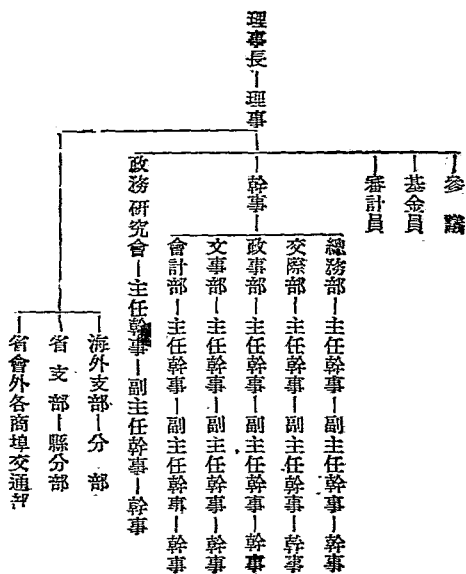 理事長—理事
參議
基金員
審計員
幹事
總務部—主任幹事—副主任幹事—幹事
交際部—主任幹事—副主任幹事—幹事
政事部—主任幹事—副主任幹事—幹事
文事部—主任幹事—副主任幹事—幹事
會計部—主任幹事—副主任幹事—幹事
政務研究會—主任幹事—副主任幹事—幹事
海外支部—分部
省支部—縣分部
省會外各商埠交通部